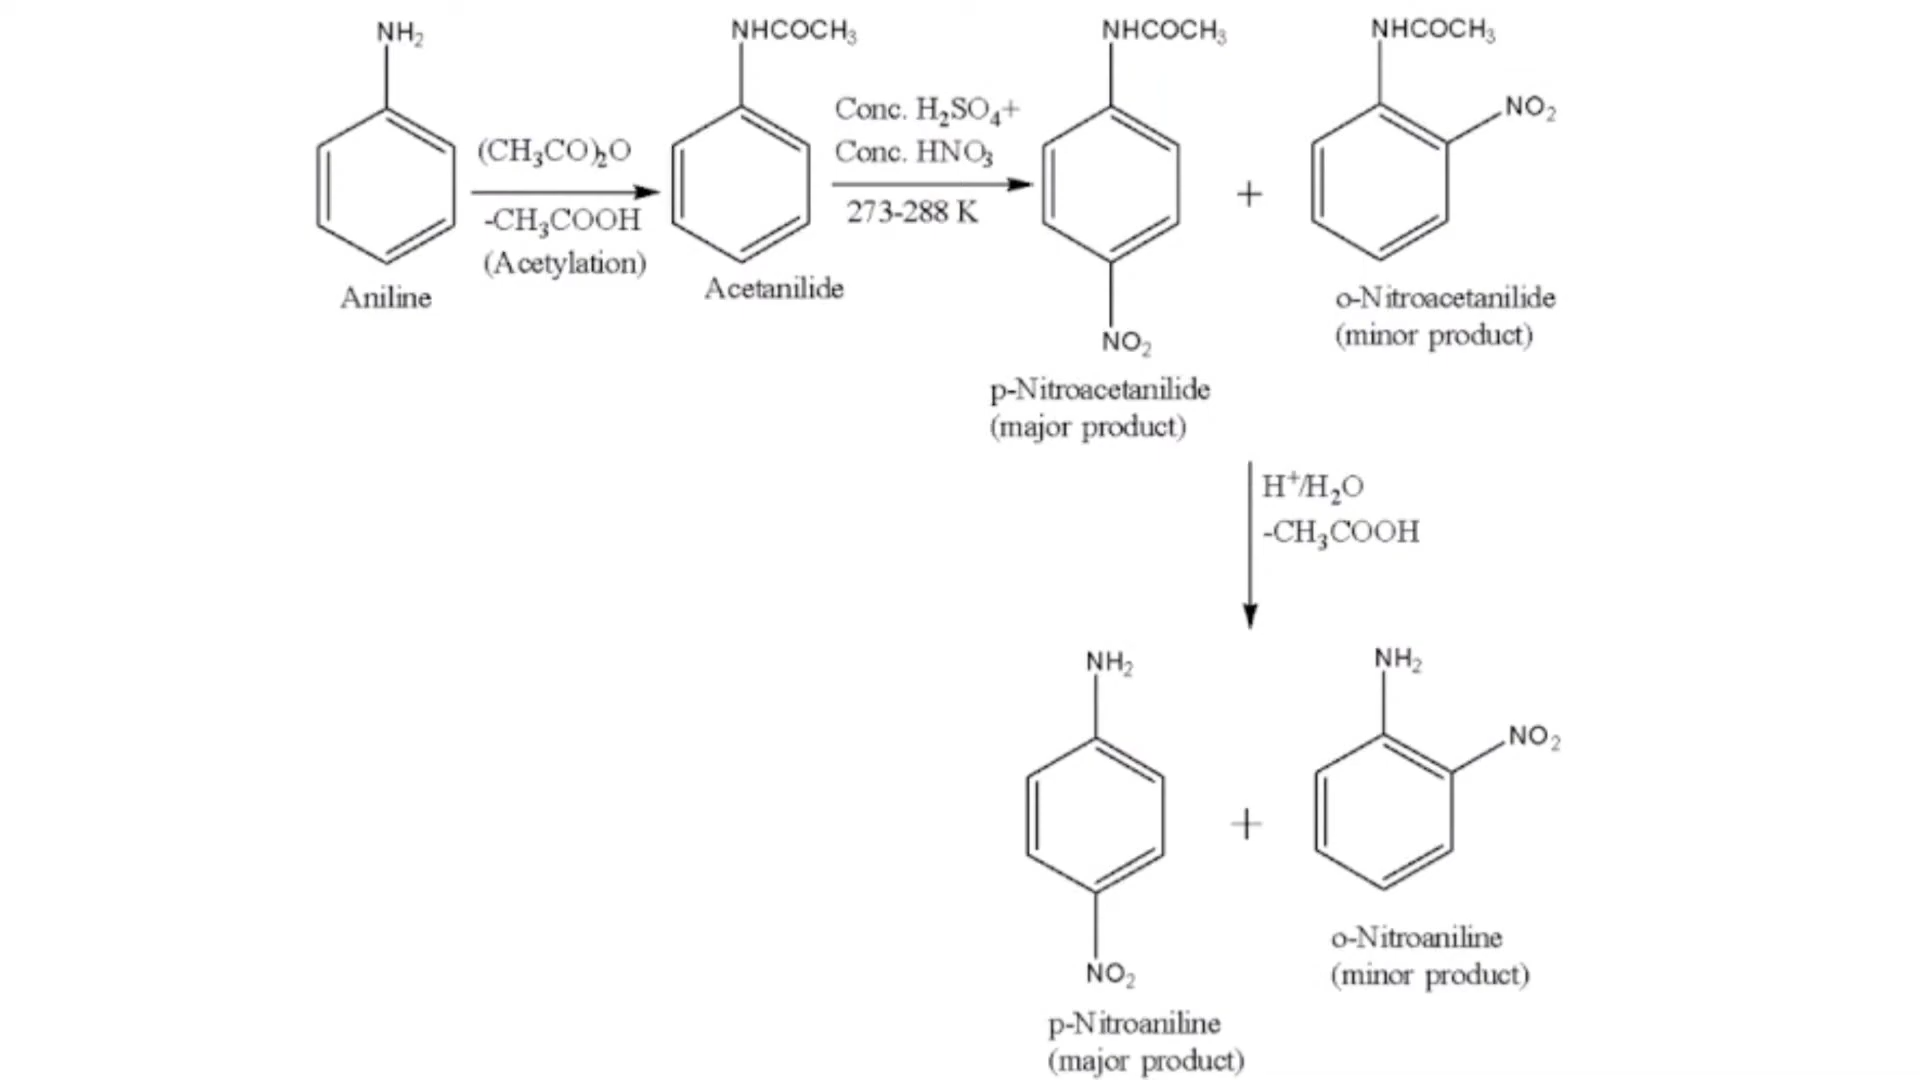 NH₂
NHCOCH₃
NHCOCH₃
NHCOCH₃
NO₂
(CH₃CO)₂O
-CH₃COOH
(Acetylation)
Conc. H₂SO₄+
Conc. HNO₃
273-288 K
+
Aniline
Acetanilide
NO₂
o-Nitroacetanilide
(minor product)
p-Nitroacetanilide
(major product)
H⁺/H₂O
-CH₃COOH
NH₂
NH₂
NO₂
+
NO₂
o-Nitroaniline
(minor product)
p-Nitroaniline
(major product)